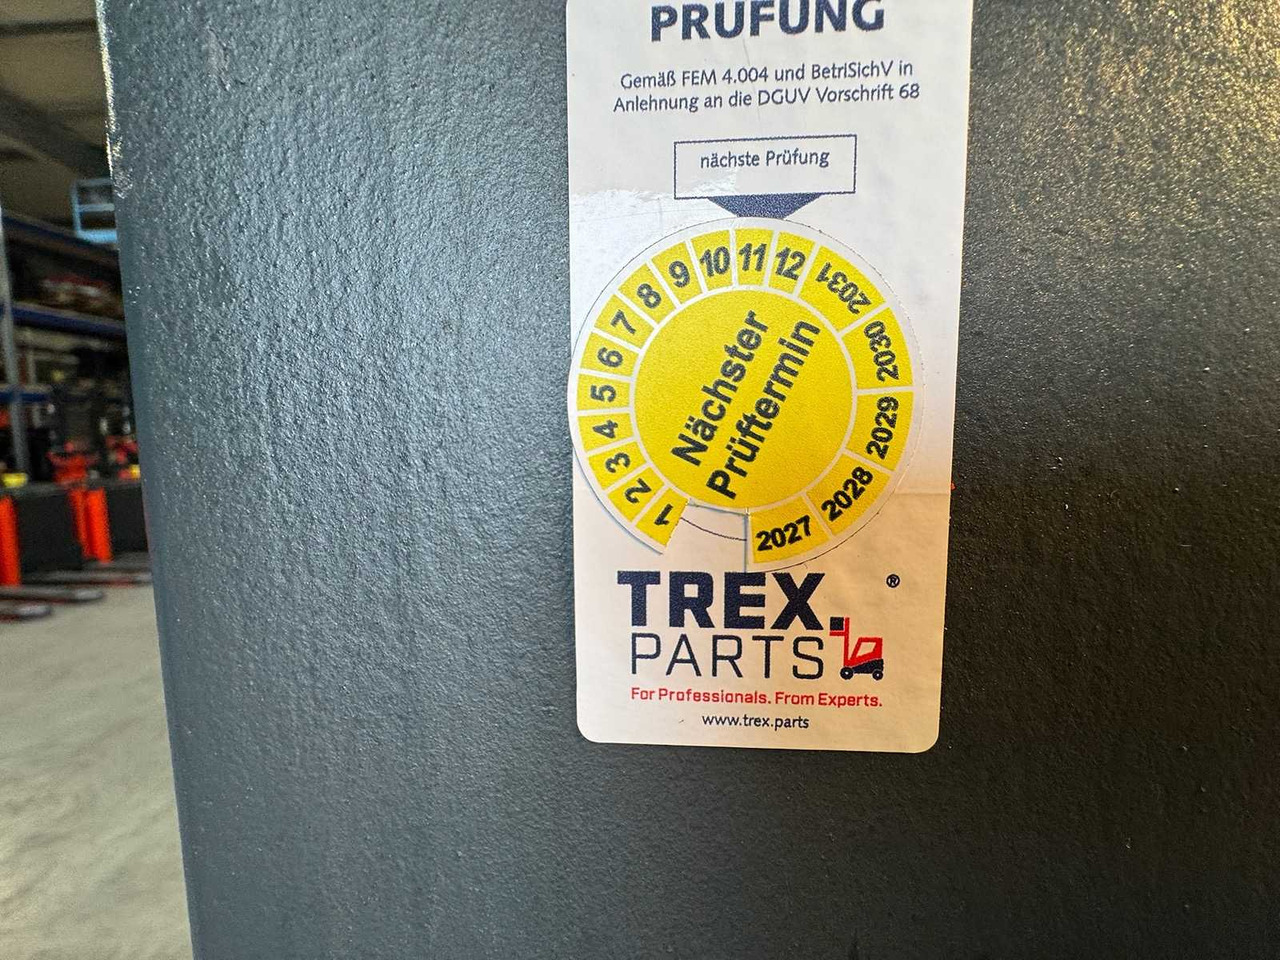 PRÜFUNG
Gemäß FEM 4.004 und BetriSichV in
Anlehnung an die DGUV Vorschrift 68
nächste Prüfung
1 2 3 4 5 6 7 8 9 10 11 12 2031 2030 2029 2028 2027
Nächster
Prüftermin
TREX.
®
PARTS
For Professionals. From Experts.
www.trex.parts